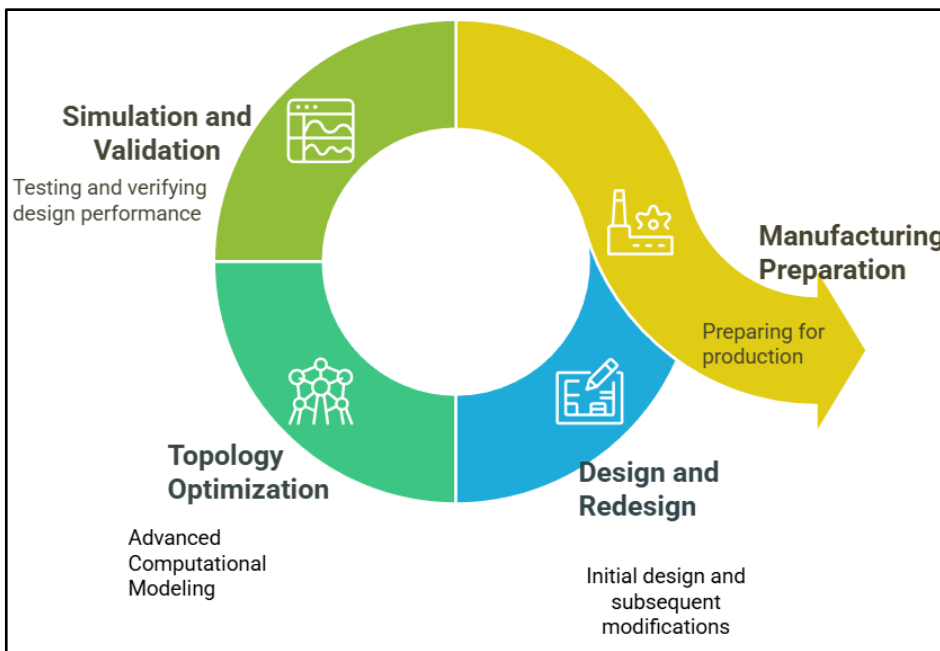 Simulation and
Validation
Testing and verifying
design performance
Manufacturing
Preparation
Preparing for
production
Topology
Optimization
Advanced
Computational
Modeling
Design and
Redesign
Initial design and
subsequent
modifications